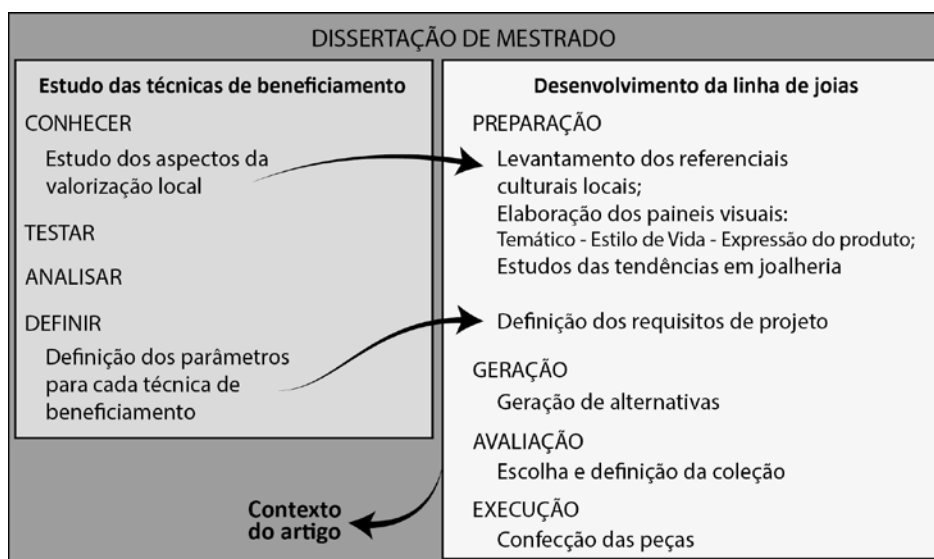 DISSERTAÇÃO DE MESTRADO
Estudo das técnicas de beneficiamento
CONHECER
Estudo dos aspectos da
valorização local
TESTAR
ANALISAR
DEFINIR
Definição dos parâmetros
para cada técnica de
beneficiamento
Desenvolvimento da linha de joias
PREPARAÇÃO
Levantamento dos referenciais
culturais locais;
Elaboração dos paineis visuais:
Temático - Estilo de Vida - Expressão do produto;
Estudos das tendências em joalheria
Definição dos requisitos de projeto
GERAÇÃO
Geração de alternativas
AVALIAÇÃO
Escolha e definição da coleção
EXECUÇÃO
Confecção das peças
Contexto
do artigo